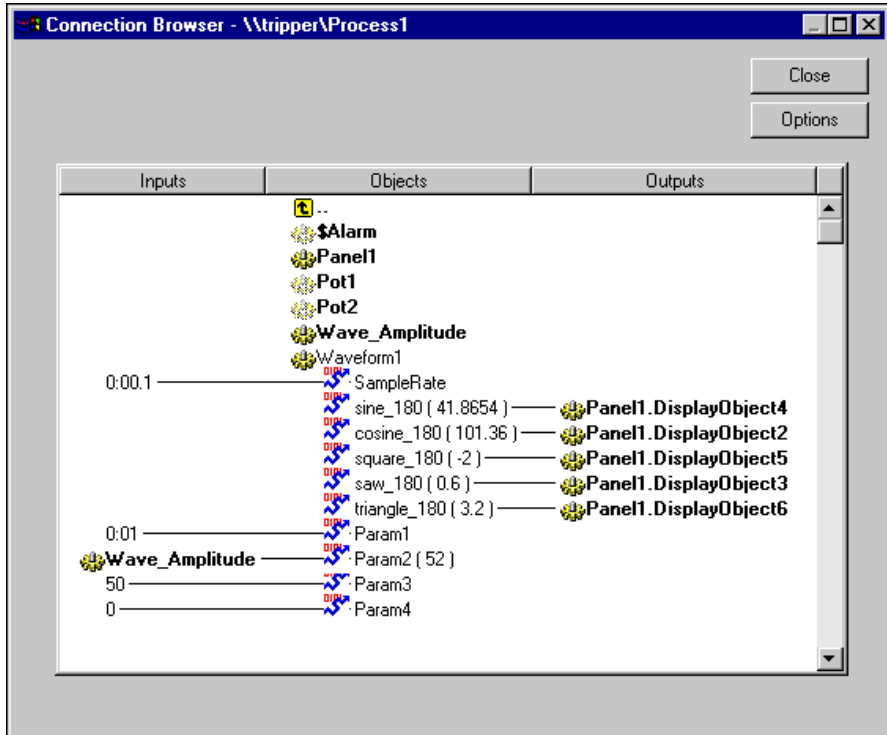 Connection Browser - \\tripper\Process1
Close
Options
Inputs Objects Outputs
..
$Alarm
Panel1
Pot1
Pot2
Wave_Amplitude
Waveform1
0:00.1 SampleRate
sine_180 ( 41.8654 ) Panel1.DisplayObject4
cosine_180 ( 101.36 ) Panel1.DisplayObject2
square_180 ( -2 ) Panel1.DisplayObject5
saw_180 ( 0.6 ) Panel1.DisplayObject3
triangle_180 ( 3.2 ) Panel1.DisplayObject6
0:01 Param1
Wave_Amplitude Param2 ( 52 )
50 Param3
0 Param4